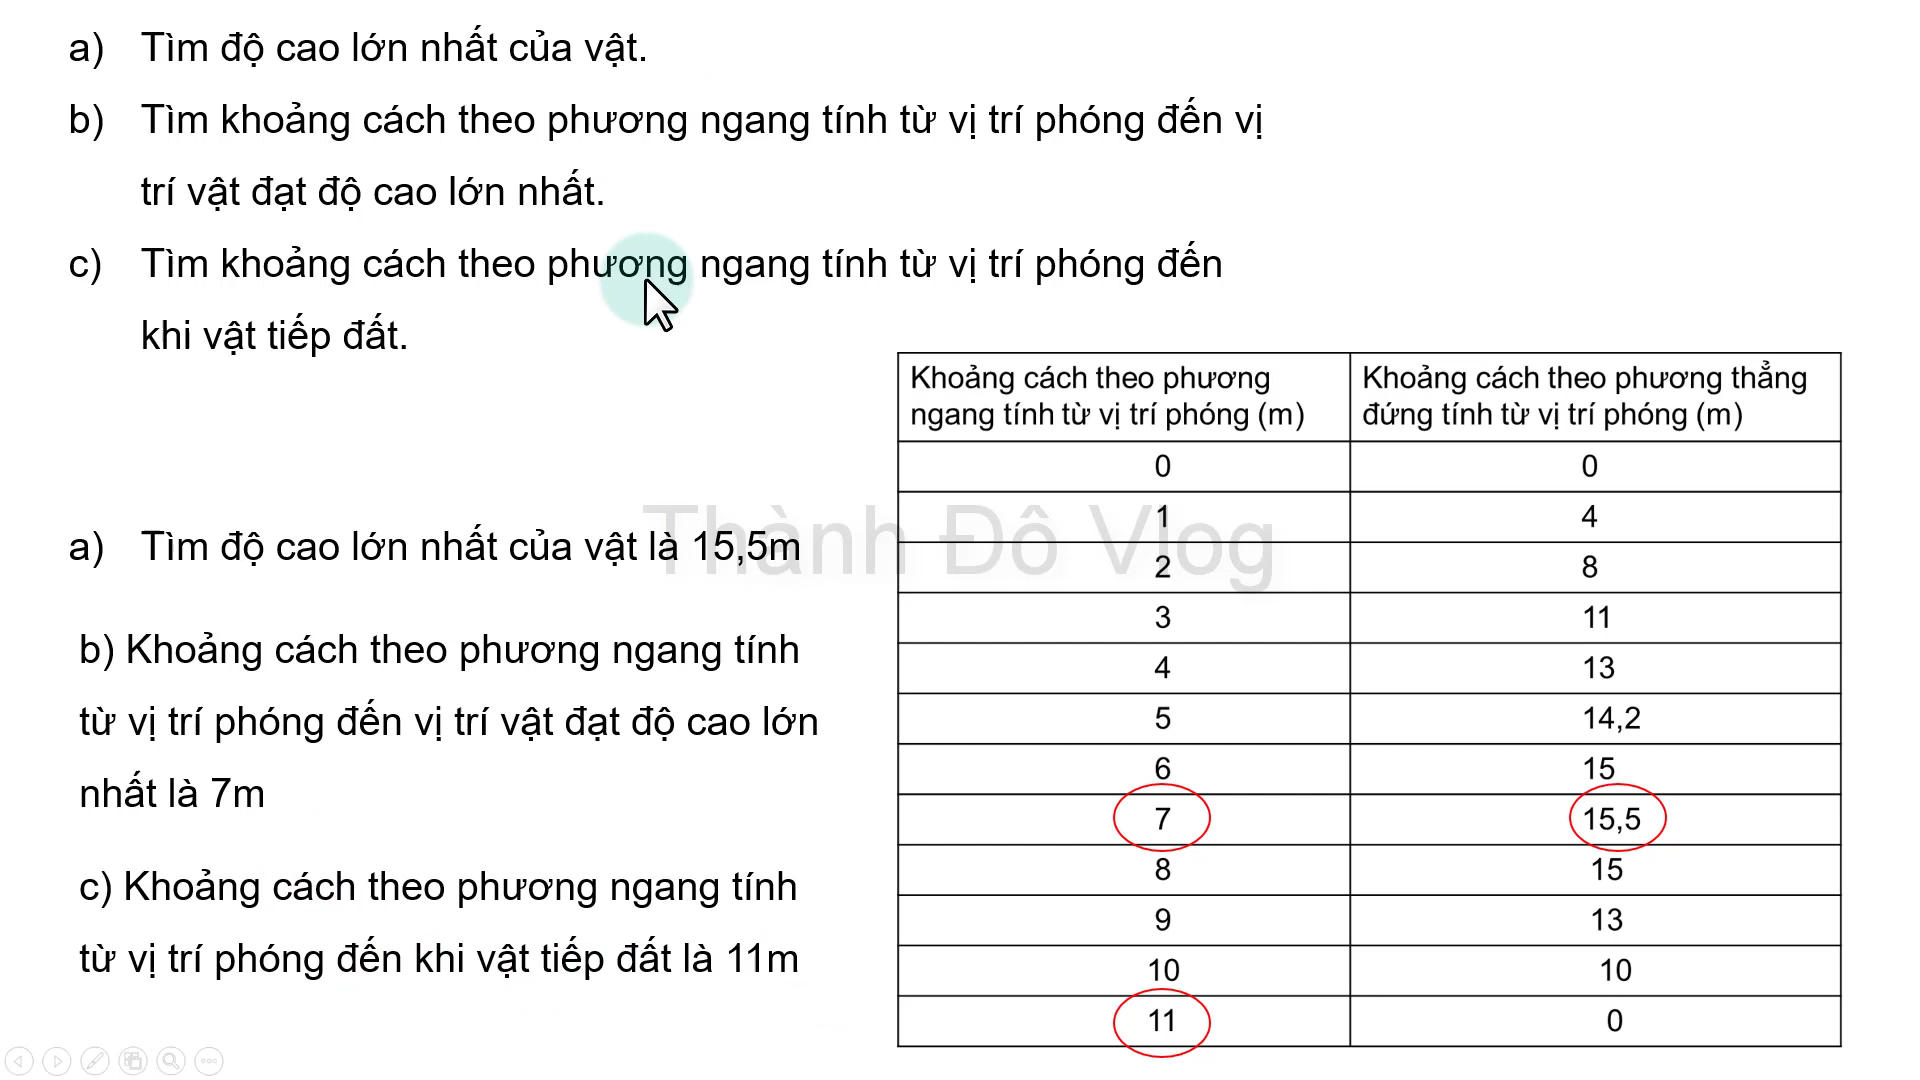 a) Tìm độ cao lớn nhất của vật.
b) Tìm khoảng cách theo phương ngang tính từ vị trí phóng đến vị
trí vật đạt độ cao lớn nhất.
c) Tìm khoảng cách theo phương ngang tính từ vị trí phóng đến
khi vật tiếp đất.
a) Tìm độ cao lớn nhất của vật là 15,5m
b) Khoảng cách theo phương ngang tính
từ vị trí phóng đến vị trí vật đạt độ cao lớn
nhất là 7m
c) Khoảng cách theo phương ngang tính
từ vị trí phóng đến khi vật tiếp đất là 11m
Khoảng cách theo phương
ngang tính từ vị trí phóng (m)
Khoảng cách theo phương thẳng
đứng tính từ vị trí phóng (m)
0 0
1 4
2 8
3 11
4 13
5 14,2
6 15
7 15,5
8 15
9 13
10 10
11 0
Thành Đô Vlog